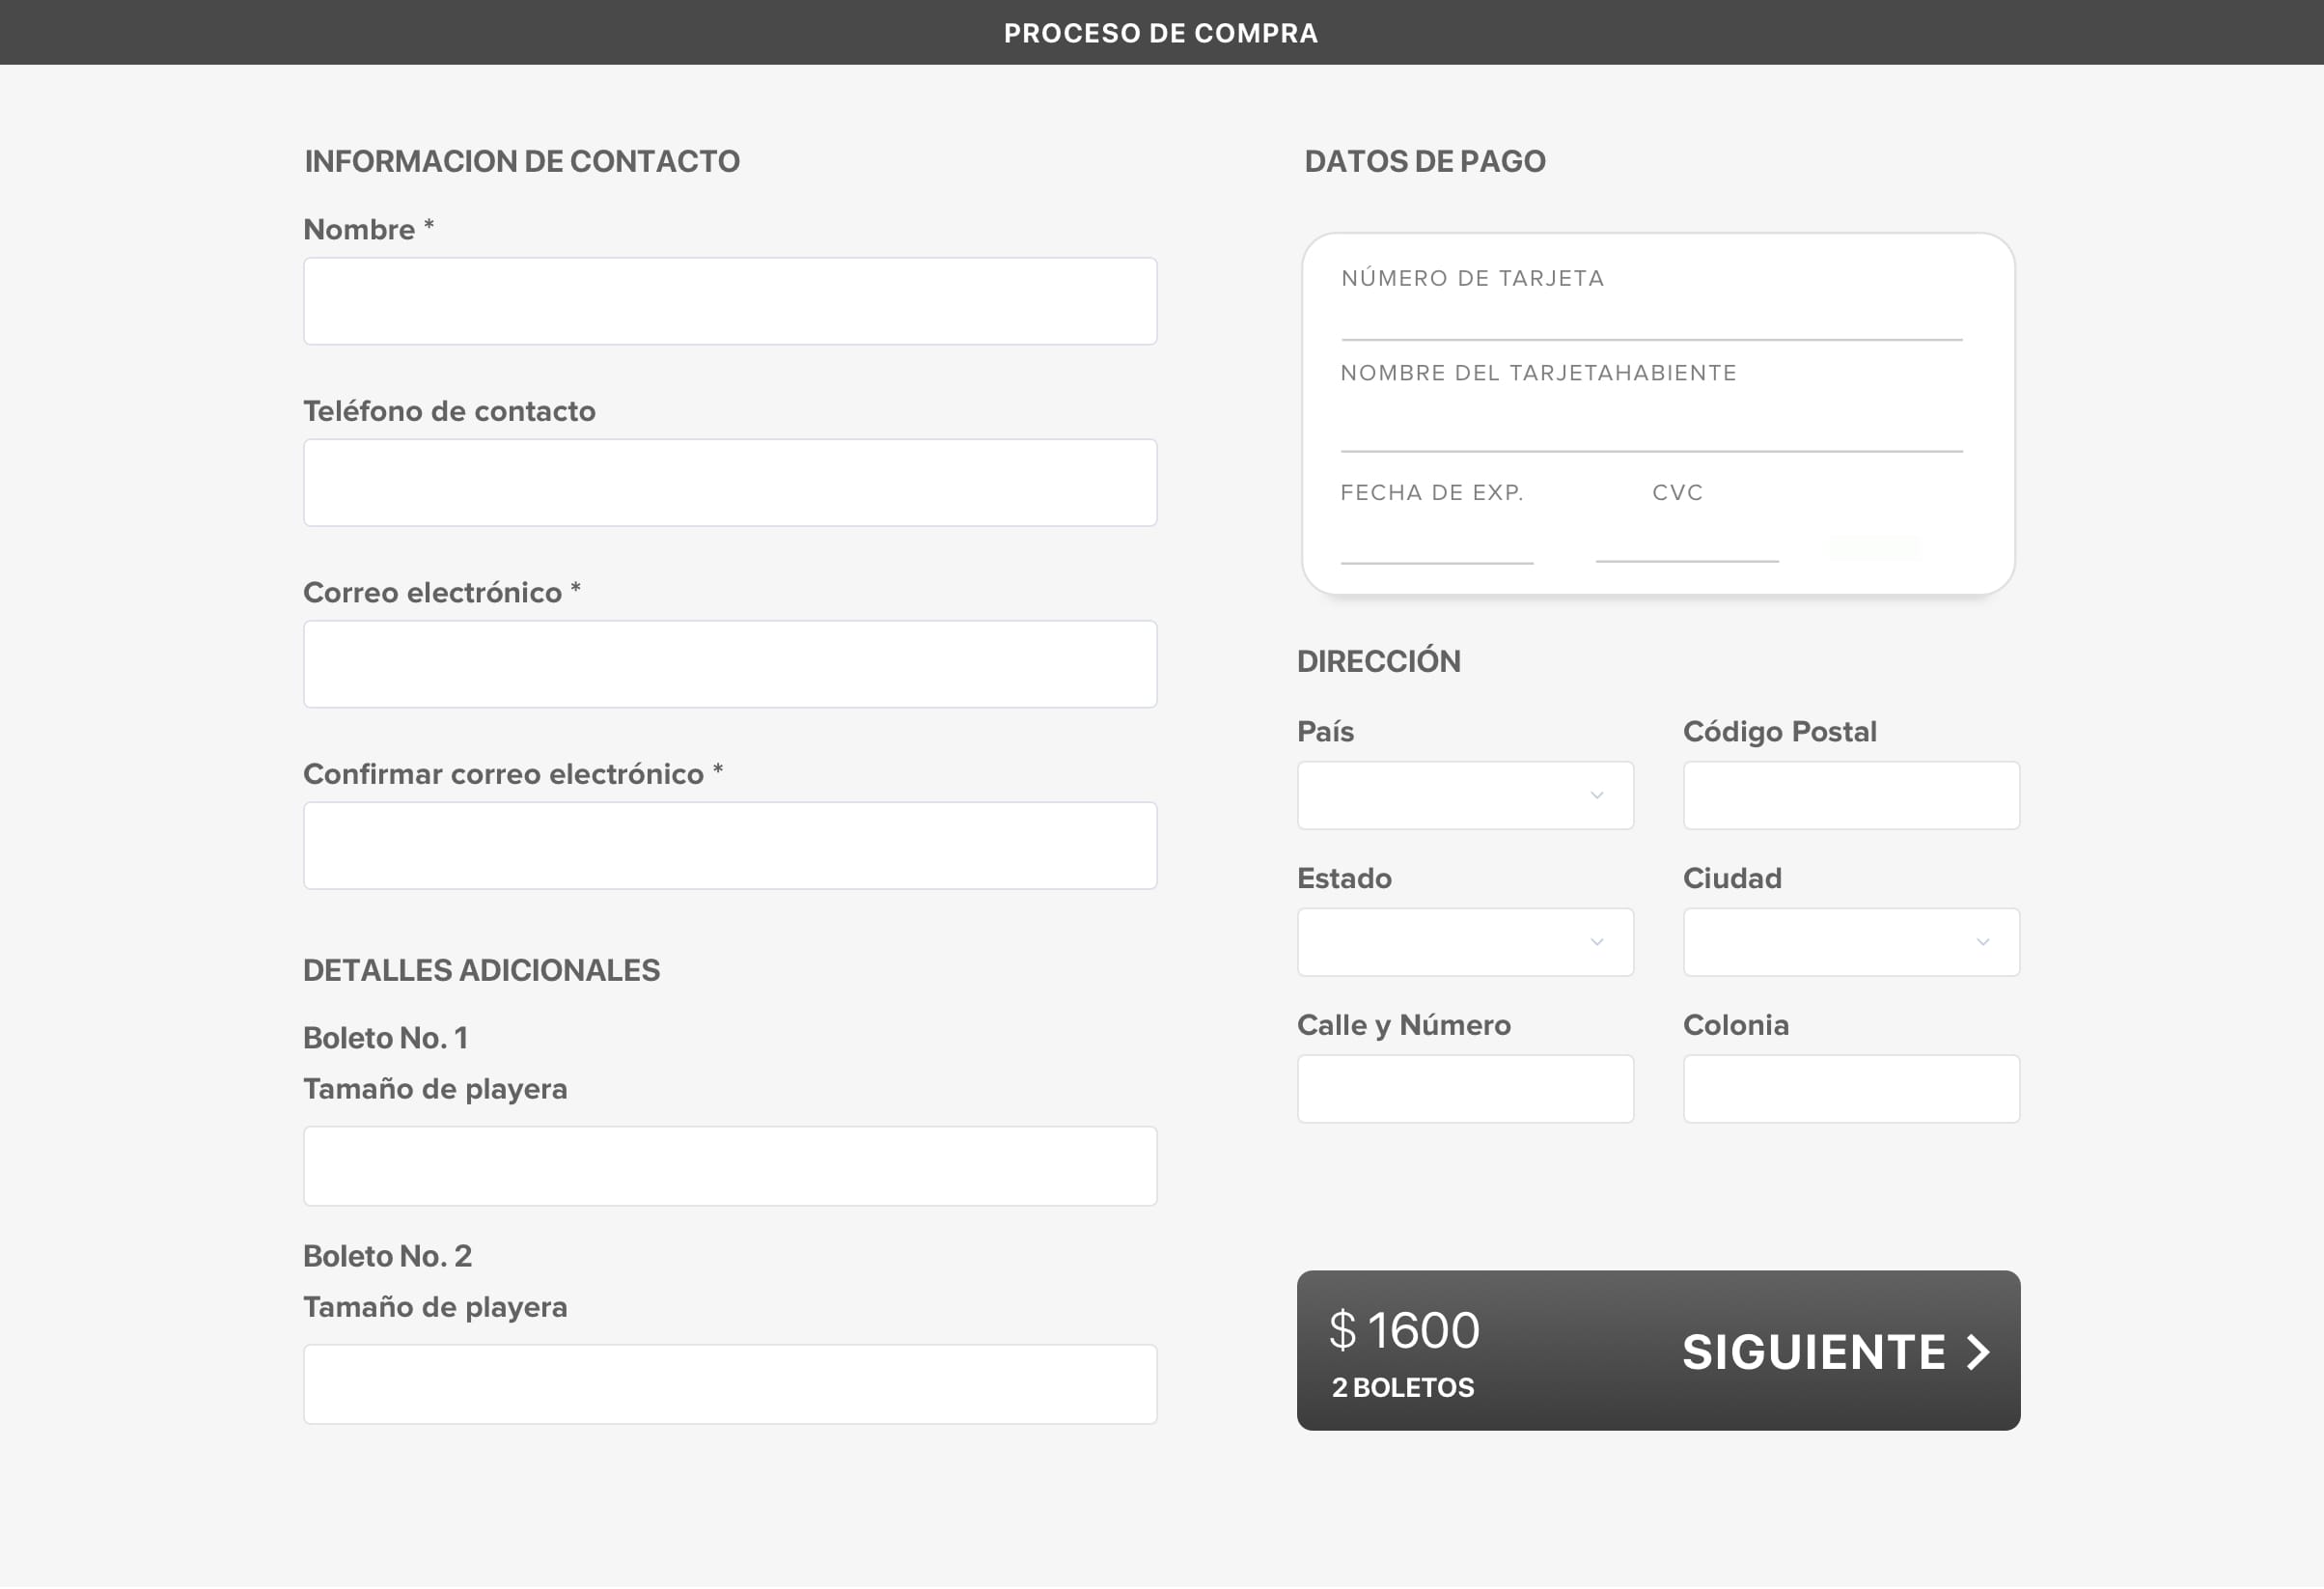 PROCESO DE COMPRA
INFORMACION DE CONTACTO
Nombre *
Teléfono de contacto
Correo electrónico *
Confirmar correo electrónico *
DETALLES ADICIONALES
Boleto No. 1
Tamaño de playera
Boleto No. 2
Tamaño de playera
DATOS DE PAGO
NÚMERO DE TARJETA
NOMBRE DEL TARJETAHABIENTE
FECHA DE EXP. CVC
DIRECCIÓN
País Código Postal
Estado Ciudad
Calle y Número Colonia
$ 1600
2 BOLETOS
SIGUIENTE